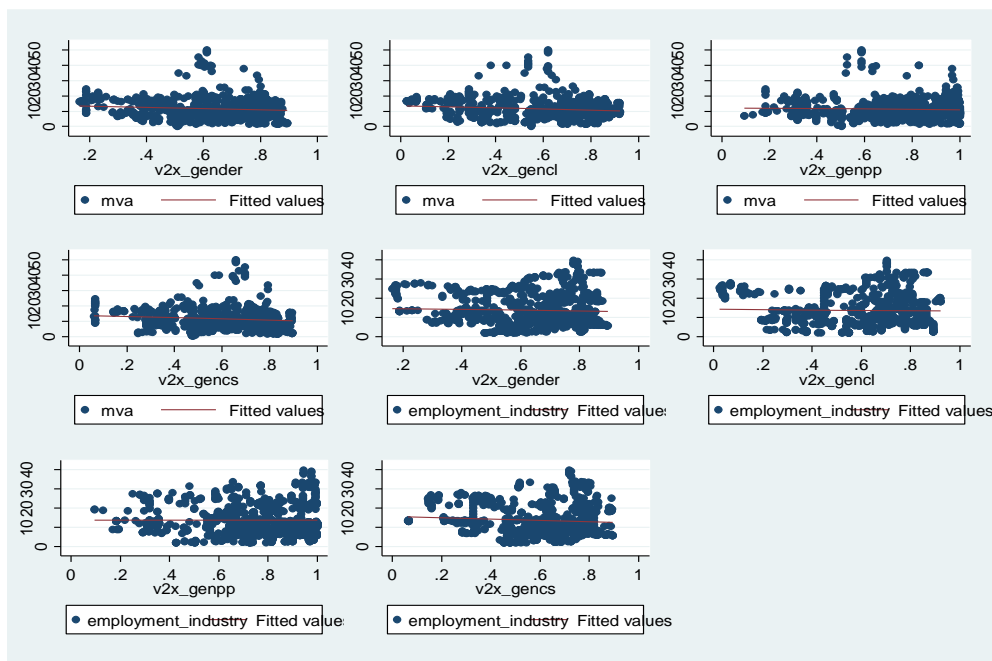 0 1020304050
.2 .4 .6 .8 1
v2x_gender
mva Fitted values
0 1020304050
0 .2 .4 .6 .8 1
v2x_gencl
mva Fitted values
0 1020304050
0 .2 .4 .6 .8 1
v2x_genpp
mva Fitted values
0 1020304050
0 .2 .4 .6 .8 1
v2x_gencs
mva Fitted values
0 10203040
.2 .4 .6 .8 1
v2x_gender
employment_industry Fitted values
0 10203040
0 .2 .4 .6 .8 1
v2x_gencl
employment_industry Fitted values
0 10203040
0 .2 .4 .6 .8 1
v2x_genpp
employment_industry Fitted values
0 10203040
0 .2 .4 .6 .8 1
v2x_gencs
employment_industry Fitted values